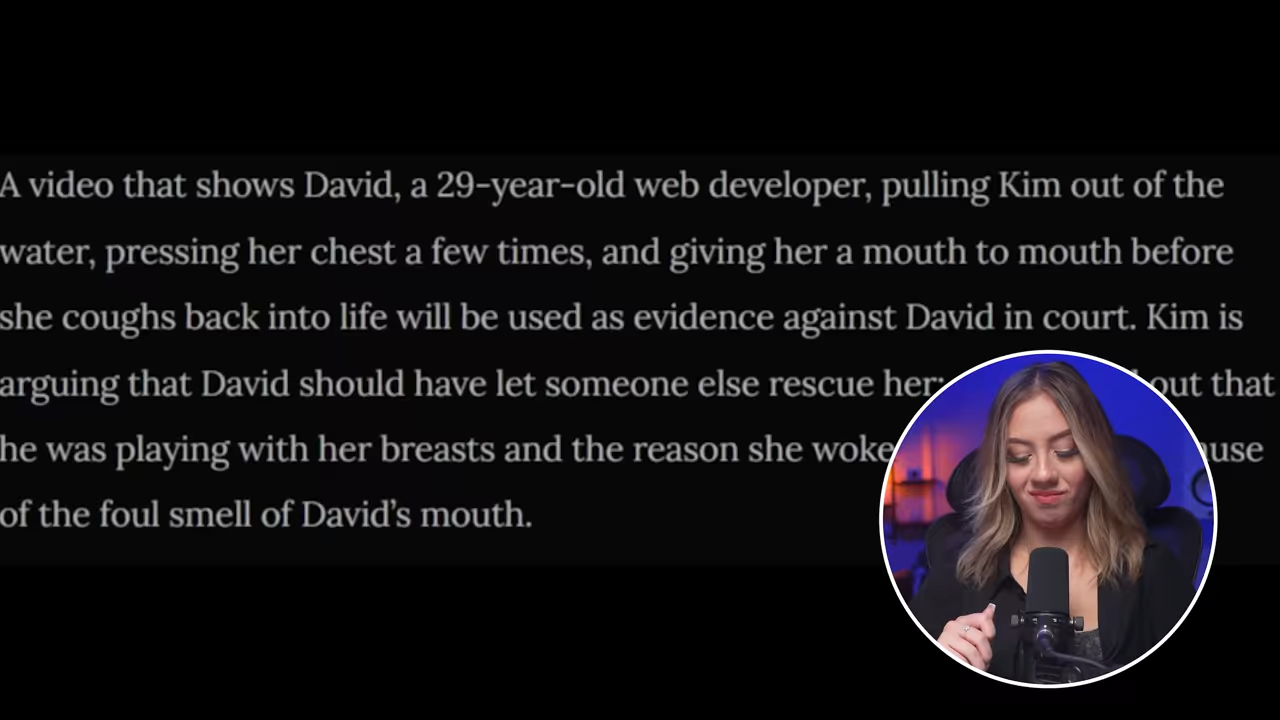 A video that shows David, a 29-year-old web developer, pulling Kim out of the
water, pressing her chest a few times, and giving her a mouth to mouth before
she coughs back into life will be used as evidence against David in court. Kim is
arguing that David should have let someone else rescue her; that
he was playing with her breasts and the reason she woke
of the foul smell of David’s mouth.